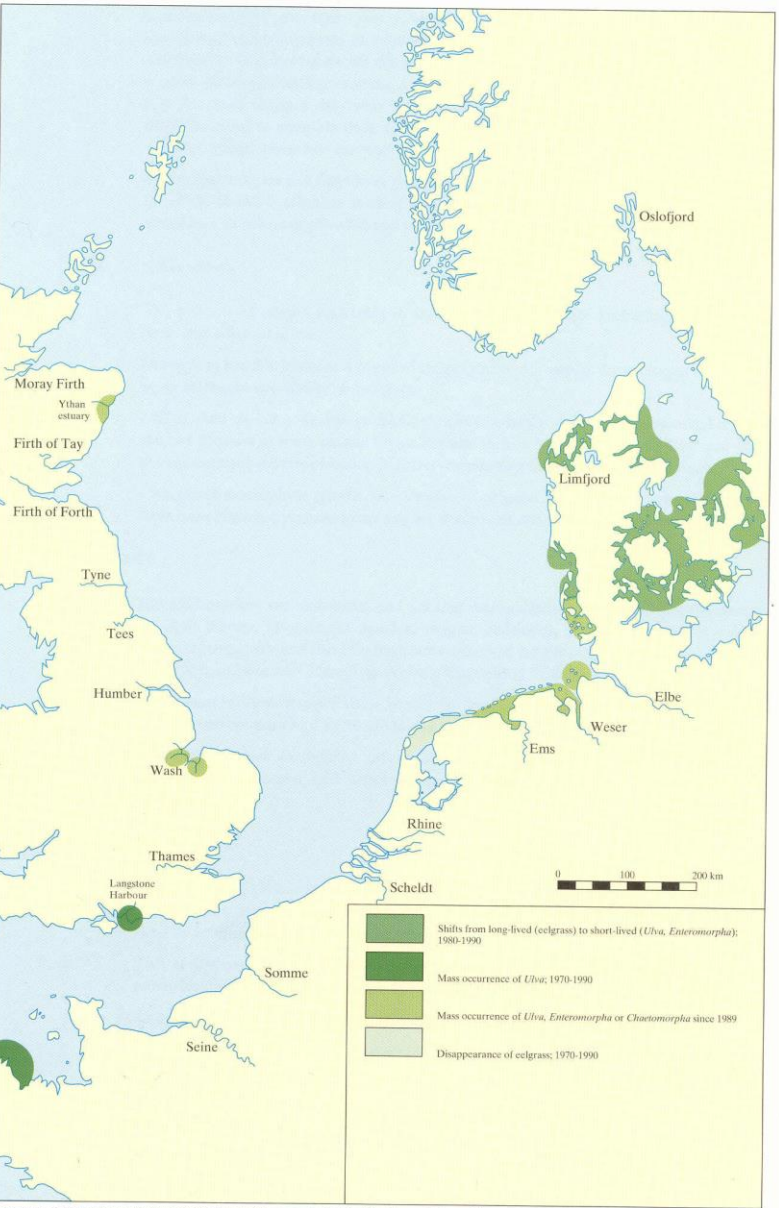 Oslofjord
Moray Firth
Ythan
estuary
Firth of Tay
Limfjord
Firth of Forth
Tyne
Tees
Humber
Elbe
Weser
Ems
Wash
Rhine
Thames
0 100 200 km
Langstone
Harbour
Scheldt
Shifts from long-lived (eelgrass) to short-lived (Ulva, Enteromorpha);
1980-1990
Somme
Mass occurrence of Ulva; 1970-1990
Mass occurrence of Ulva, Enteromorpha or Chaetomorpha since 1989
Seine
Disappearance of eelgrass; 1970-1990